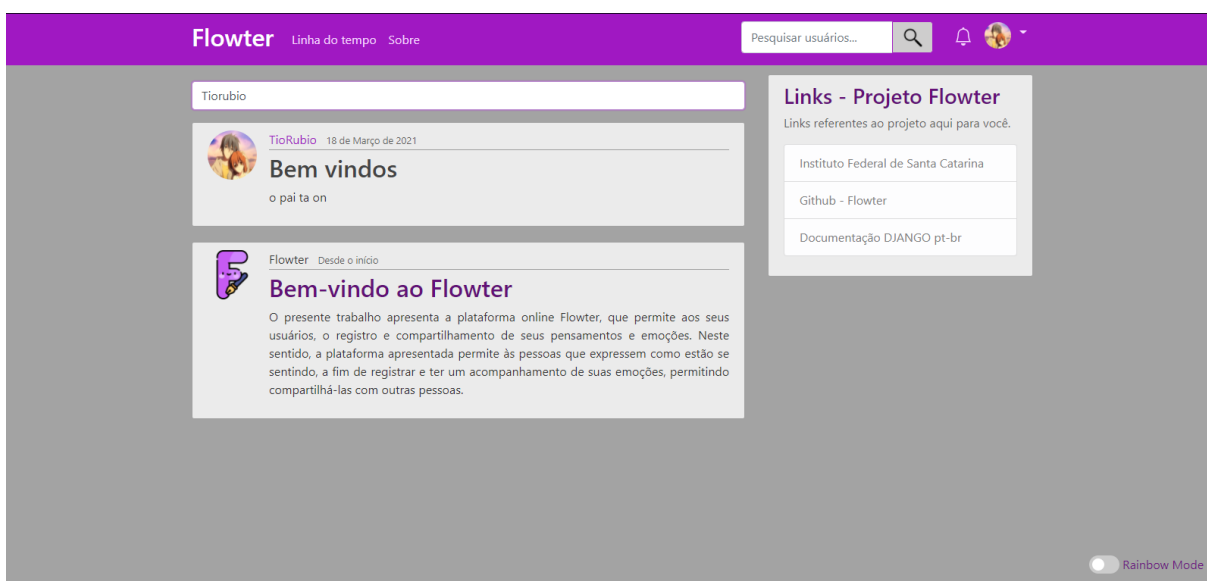 Flowter Linha do tempo Sobre Pesquisar usuários...
Tiorubio
TioRubio 18 de Março de 2021
Bem vindos
o pai ta on
Flowter Desde o início
Bem-vindo ao Flowter
O presente trabalho apresenta a plataforma online Flowter, que permite aos seus
usuários, o registro e compartilhamento de seus pensamentos e emoções. Neste
sentido, a plataforma apresentada permite às pessoas que expressem como estão se
sentindo, a fim de registrar e ter um acompanhamento de suas emoções, permitindo
compartilhá-las com outras pessoas.
Links - Projeto Flowter
Links referentes ao projeto aqui para você.
Instituto Federal de Santa Catarina
Github - Flowter
Documentação DJANGO pt-br
Rainbow Mode